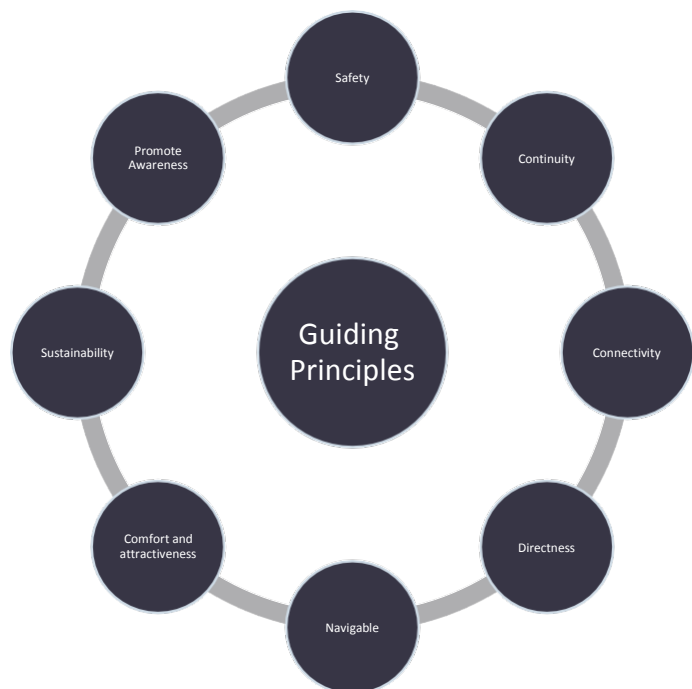 Safety
Continuity
Connectivity
Directness
Navigable
Comfort and
attractiveness
Sustainability
Promote
Awareness
Guiding
Principles